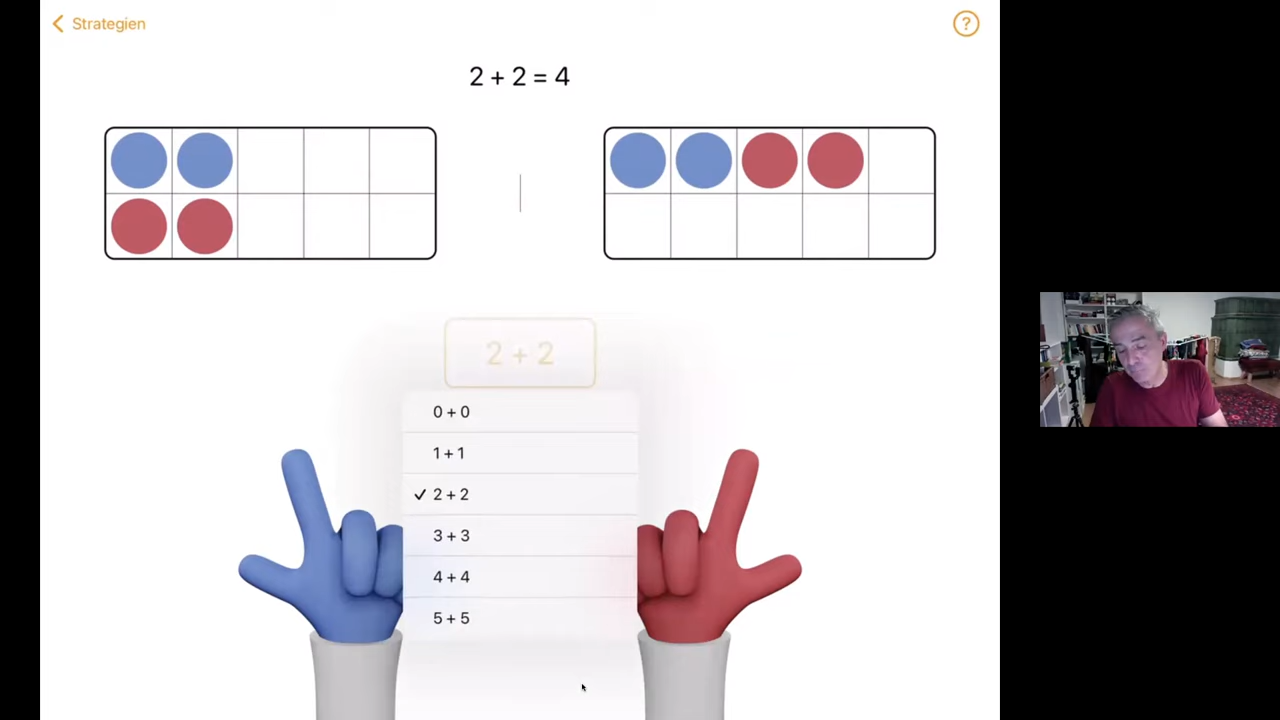 Strategien
?
2 + 2 = 4
2 + 2
0 + 0
1 + 1
✓ 2 + 2
3 + 3
4 + 4
5 + 5